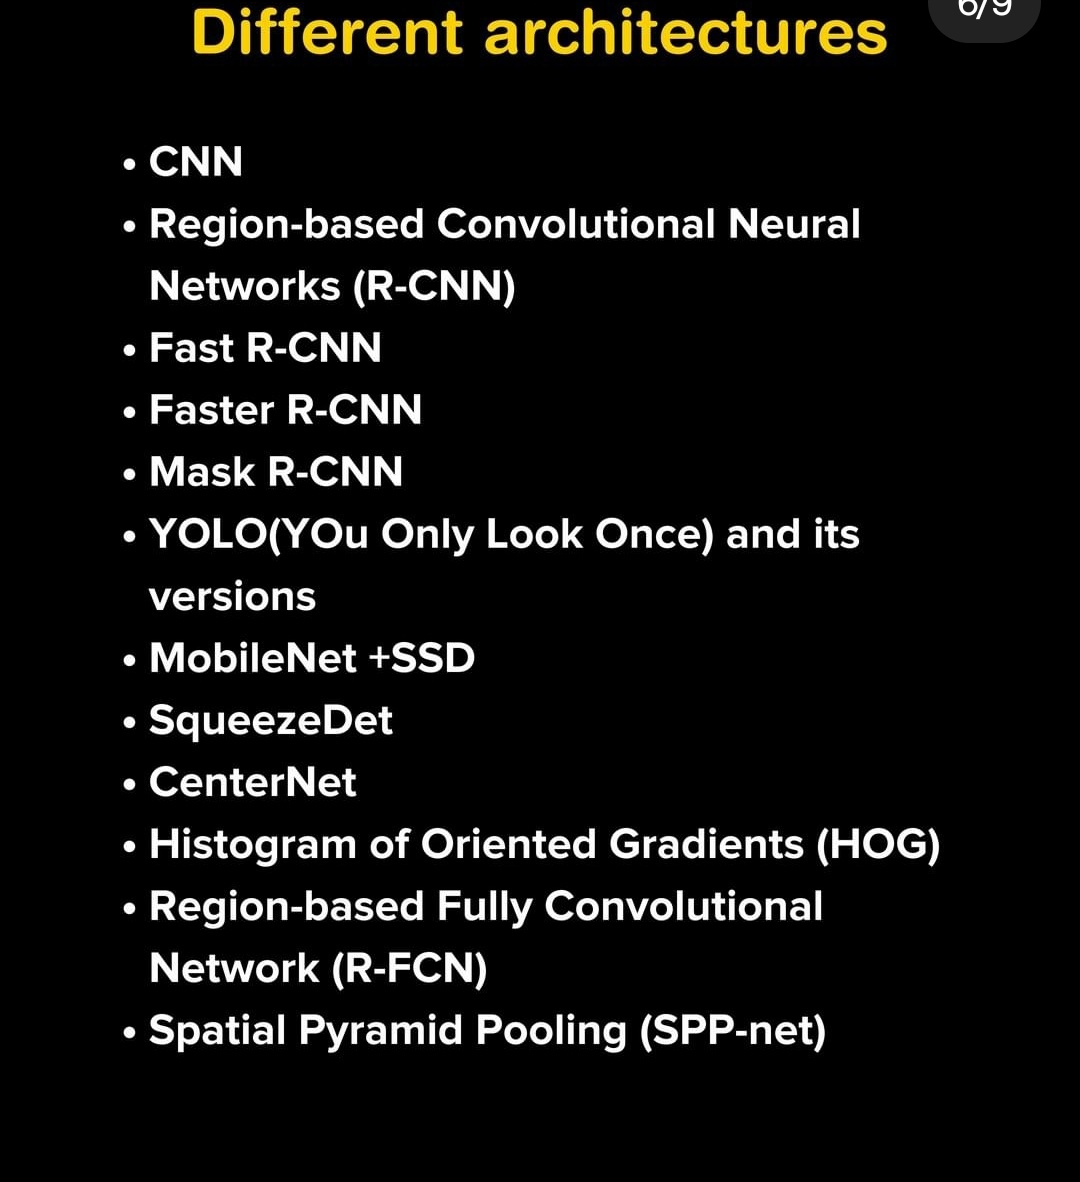 6/9
Different architectures
• CNN
• Region-based Convolutional Neural
Networks (R-CNN)
• Fast R-CNN
• Faster R-CNN
• Mask R-CNN
• YOLO(YOu Only Look Once) and its
versions
• MobileNet +SSD
• SqueezeDet
• CenterNet
• Histogram of Oriented Gradients (HOG)
• Region-based Fully Convolutional
Network (R-FCN)
• Spatial Pyramid Pooling (SPP-net)